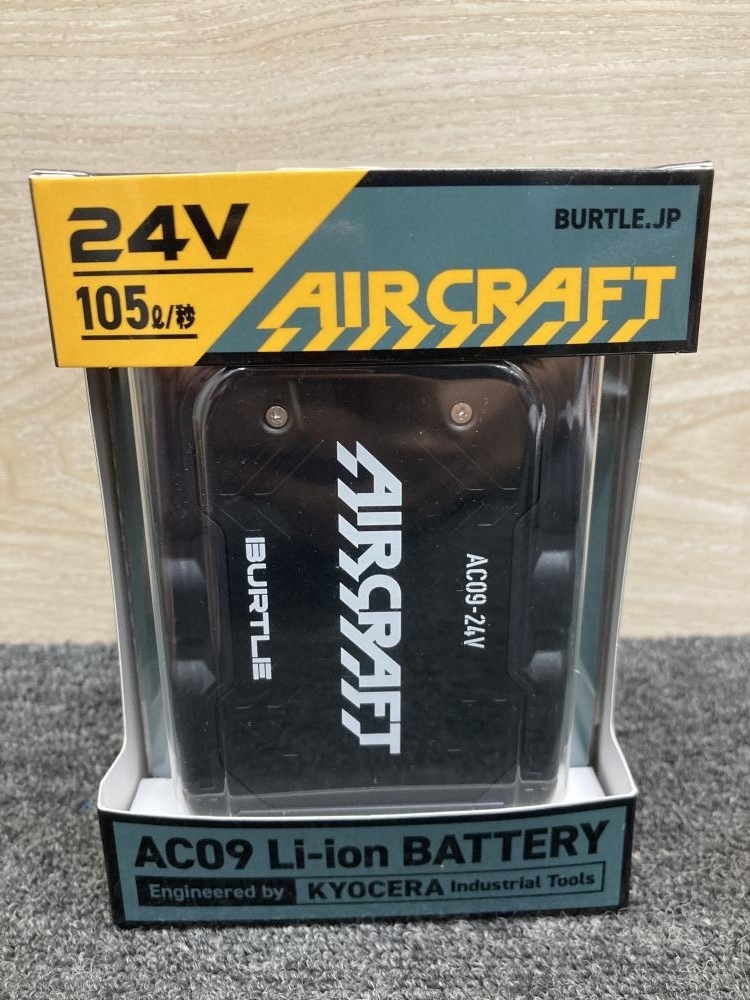 24V
105ℓ/秒
BURTLE.JP
AIRCRAFT
BURTLE
AIRCRAFT
AC09-24V
AC09 Li-ion BATTERY
Engineered by KYOCERA Industrial Tools